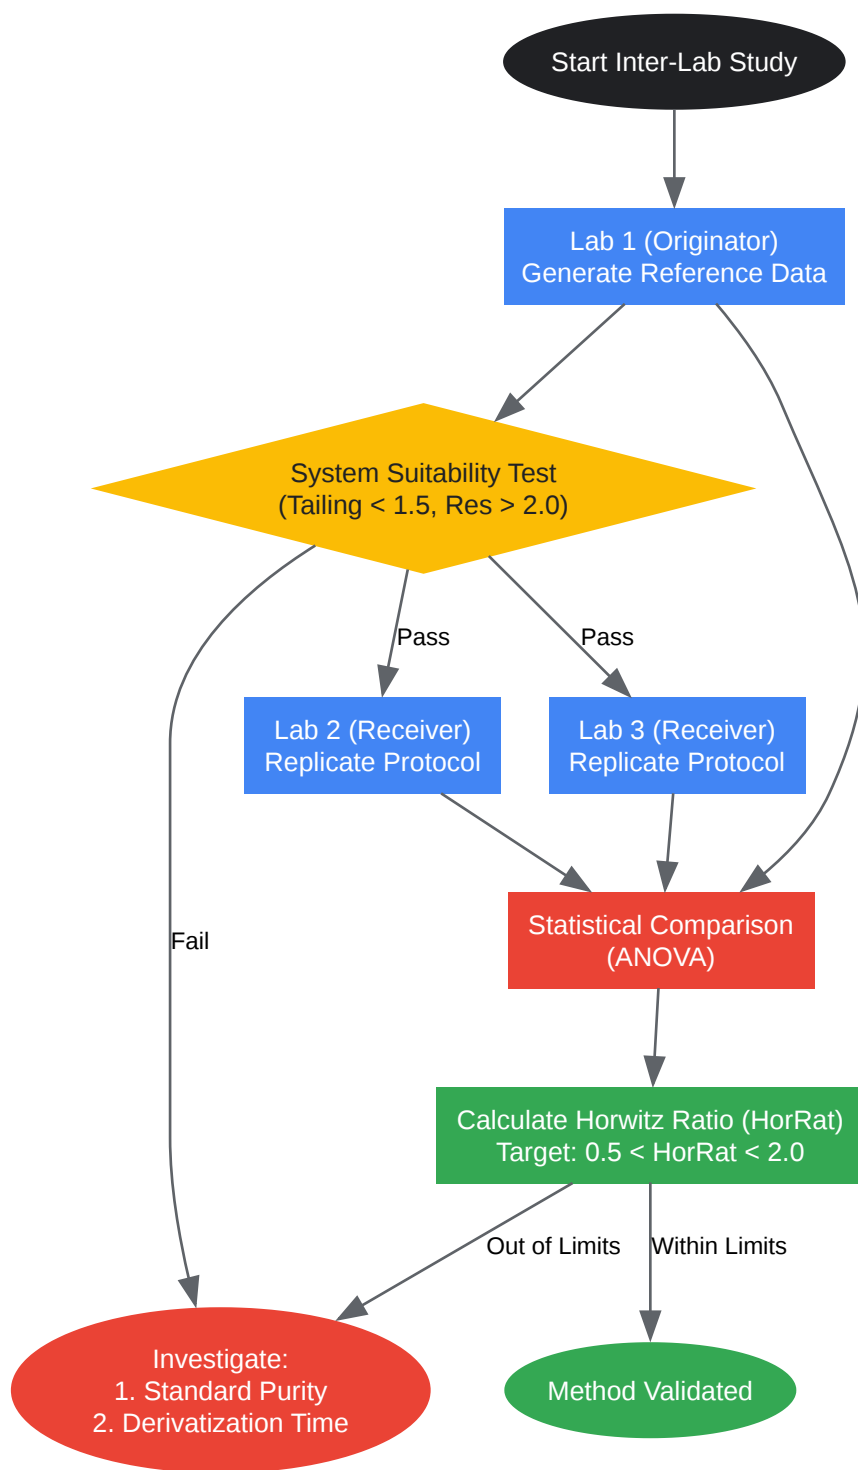 Start Inter-Lab Study
Lab 1 (Originator)
Generate Reference Data
System Suitability Test
(Tailing < 1.5, Res > 2.0)
Pass
Pass
Lab 2 (Receiver)
Replicate Protocol
Lab 3 (Receiver)
Replicate Protocol
Fail
Statistical Comparison
(ANOVA)
Calculate Horwitz Ratio (HorRat)
Target: 0.5 < HorRat < 2.0
Out of Limits
Within Limits
Investigate:
1. Standard Purity
2. Derivatization Time
Method Validated